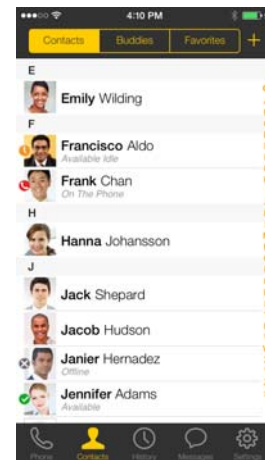 4:10 PM
Contacts Buddies Favorites
E
Emily Wilding
F
Francisco Aldo
Available Idle
Frank Chan
On The Phone
H
Hanna Johansson
J
Jack Shepard
Jacob Hudson
Janier Hernadez
Offline
Jennifer Adams
Available
Phone Contacts History Messages Settings